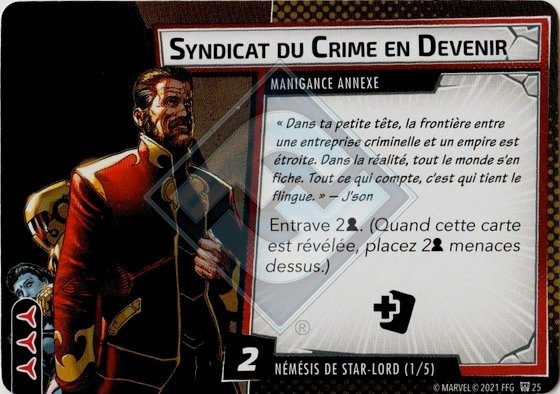 SYNDICAT DU CRIME EN DEVENIR
MANIGANCE ANNEXE
« Dans ta petite tête, la frontière entre
une entreprise criminelle et un empire est
étroite. Dans la réalité, tout le monde s'en
fiche. Tout ce qui compte, c'est qui tient le
flingue. » — J'son
Entrave 2. (Quand cette carte
est révélée, placez 2 menaces
dessus.)
®
2
NÉMÉSIS DE STAR-LORD (1/5)
© MARVEL © 2021 FFG 25